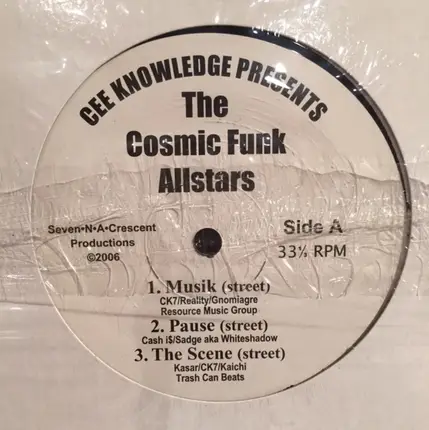 CEE KNOWLEDGE PRESENTS
The
Cosmic Funk
Allstars
Seven•N•A•Crescent
Productions
©2006
Side A
33⅓ RPM
1. Musik (street)
CK7/Reality/Gnomiagre
Resource Music Group
2. Pause (street)
Cash i$/Sadge aka Whiteshadow
3. The Scene (street)
Kasar/CK7/Kaichi
Trash Can Beats